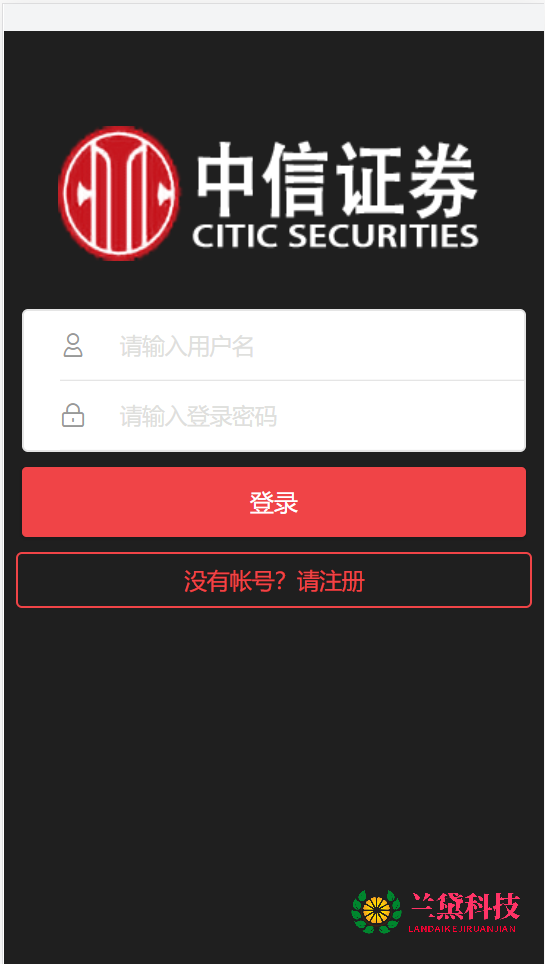 中信证券
CITIC SECURITIES
请输入用户名
请输入登录密码
登录
没有帐号？请注册
兰黛科技
LANDAIKEJIRUANJIAN